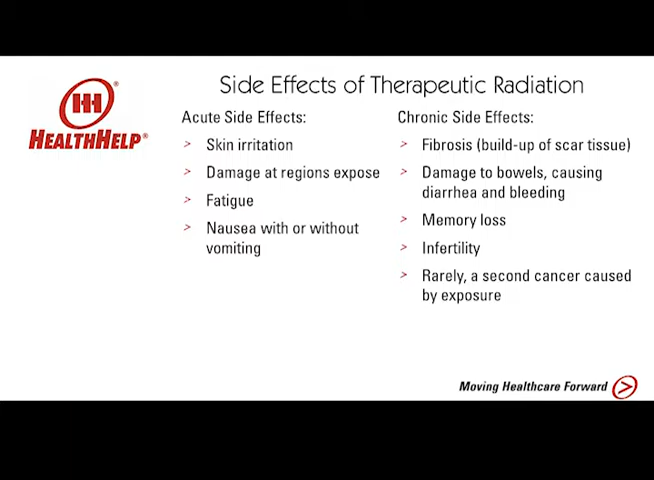 Side Effects of Therapeutic Radiation
HEALTHHELP®
Acute Side Effects:
> Skin irritation
> Damage at regions expose
> Fatigue
> Nausea with or without
vomiting
Chronic Side Effects:
> Fibrosis (build-up of scar tissue)
> Damage to bowels, causing
diarrhea and bleeding
> Memory loss
> Infertility
> Rarely, a second cancer caused
by exposure
Moving Healthcare Forward